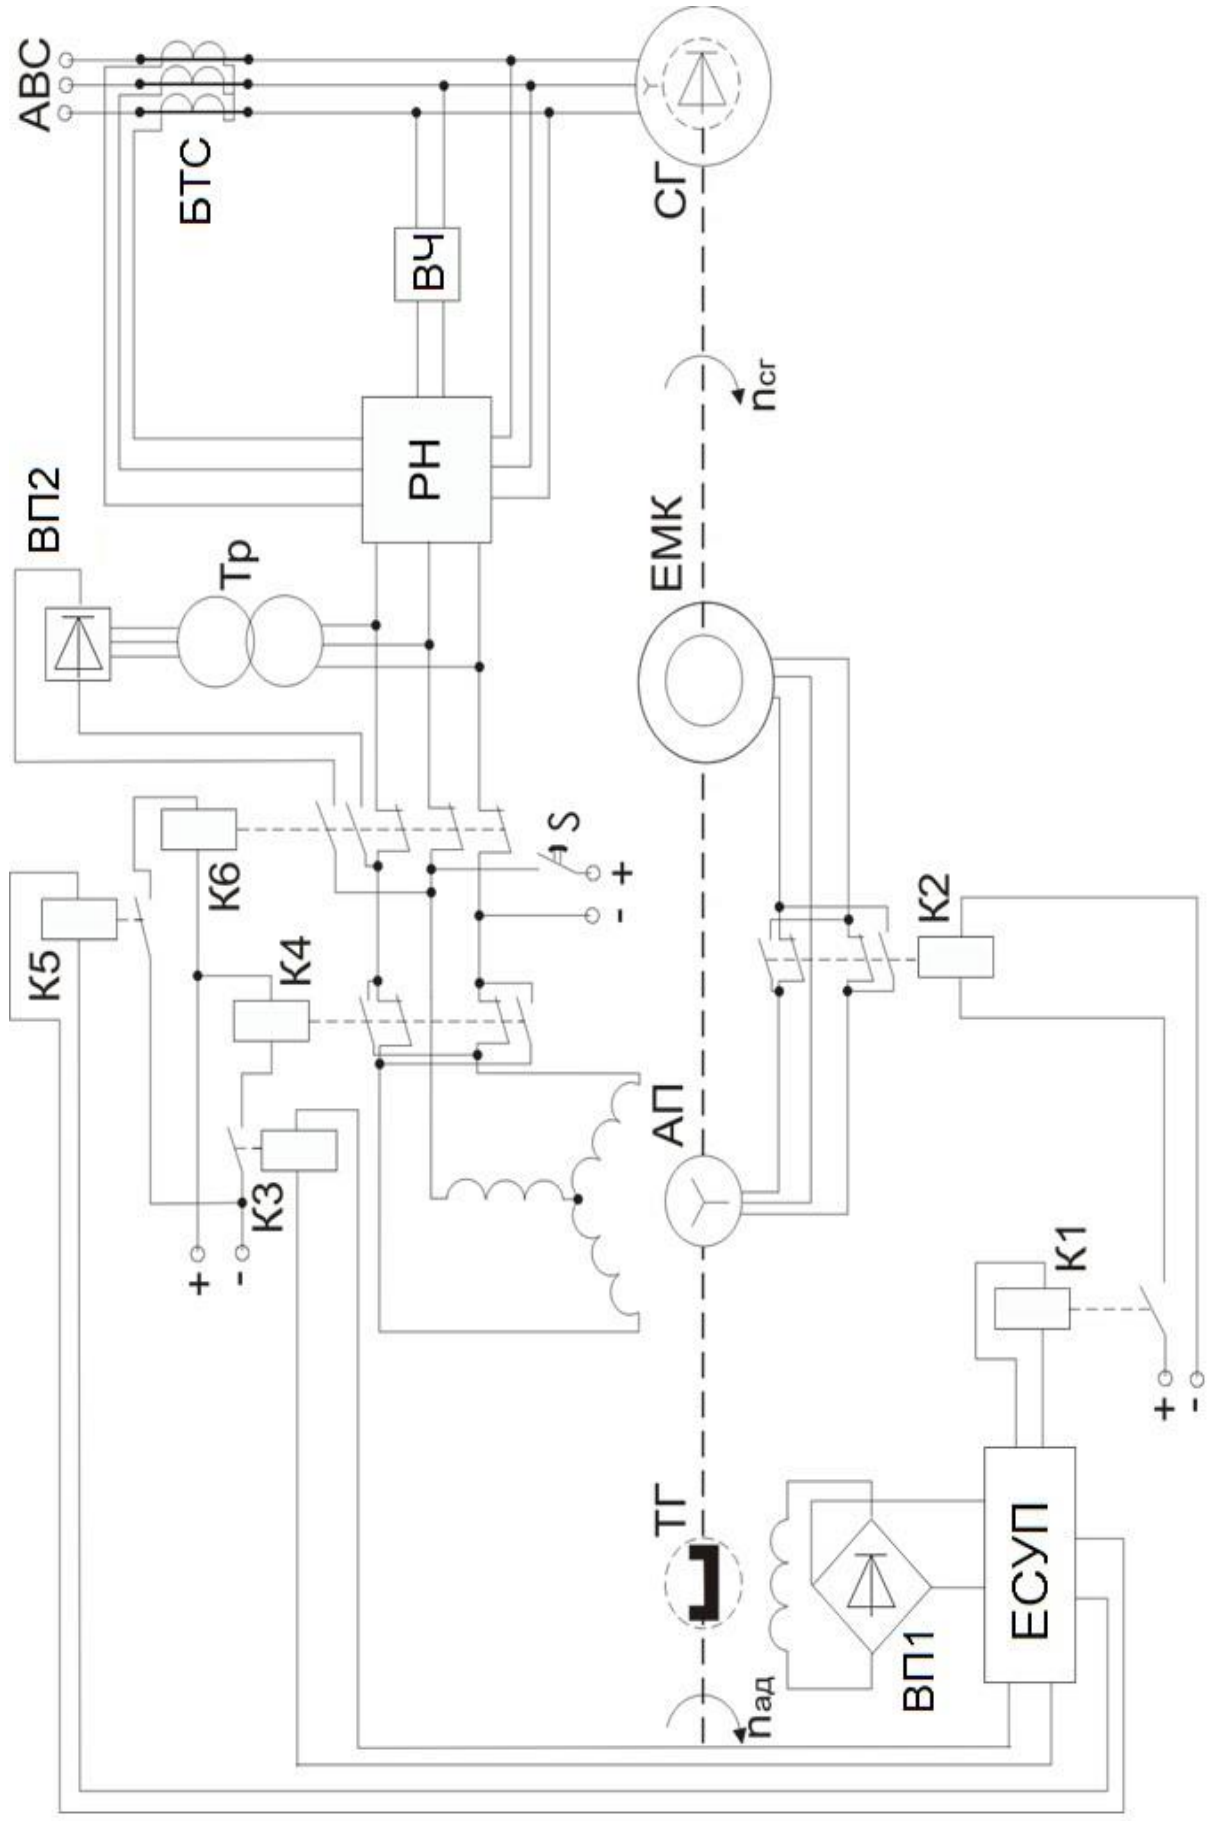 АВС
БТС
ВЧ
СГ
nсг
РН
ВП2
Тр
ЕМК
К6
К5
К4
S
+
-
К2
К3
+
-
АП
К1
+
-
ТГ
nад
ВП1
ЕСУП